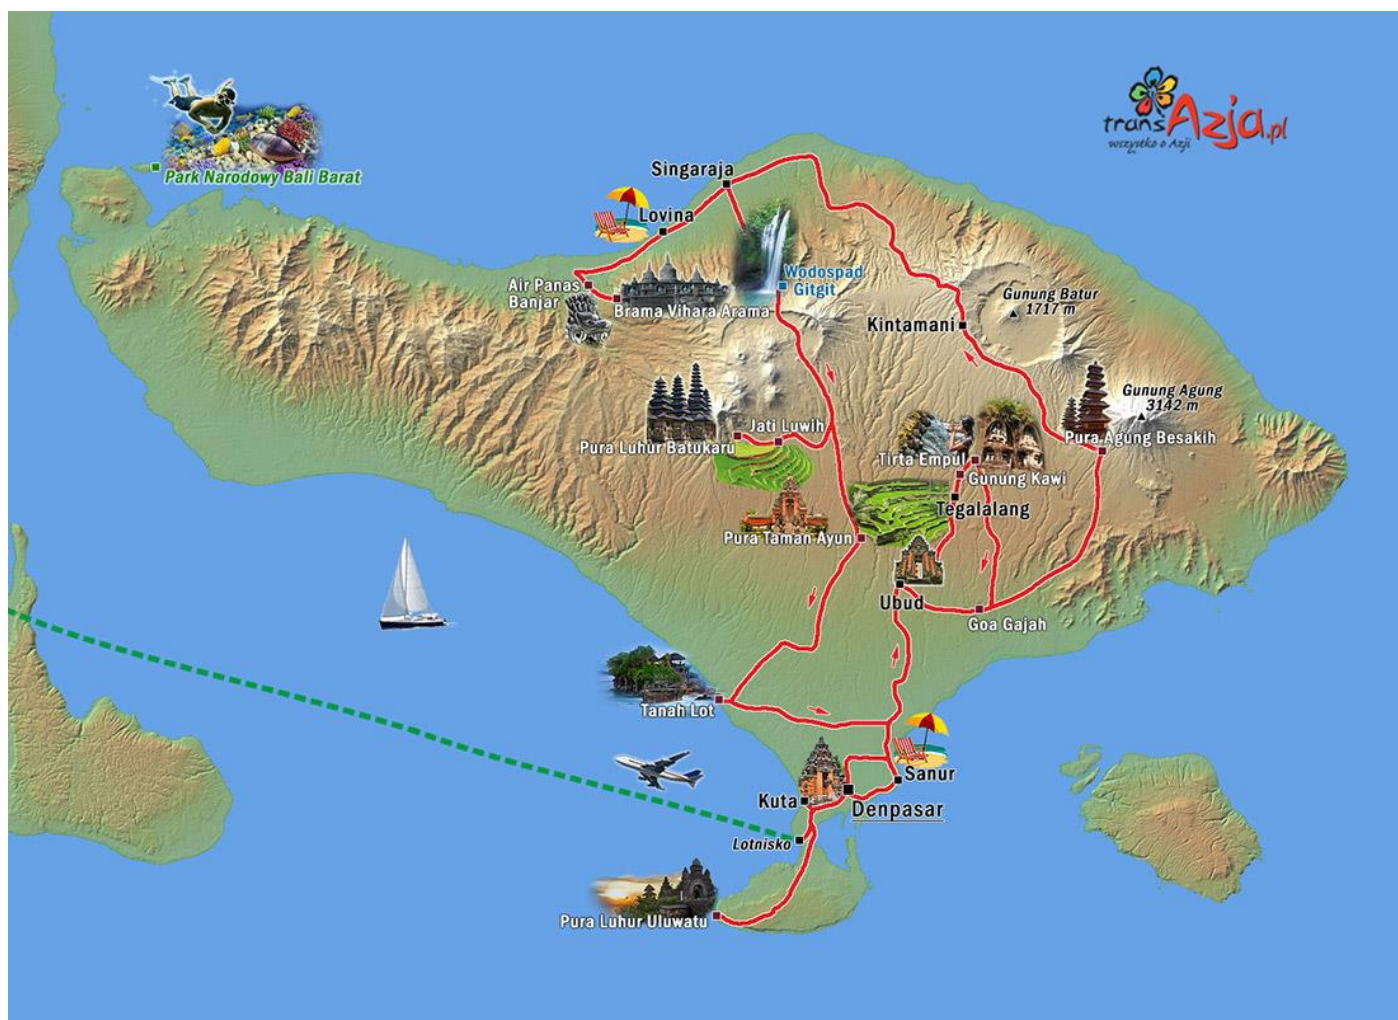 transAzja.pl
wszystko o Azji
Park Narodowy Bali Barat
Singaraja
Lovina
Air Panas
Banjar
Brama Vihara Arama
Wodospad
Gitgit
Gunung Batur
1717 m
Kintamani
Gunung Agung
3142 m
Pura Agung Besakih
Jati Luwih
Pura Luhur Batukaru
Tirta Empul
Gunung Kawi
Tegalalang
Pura Taman Ayun
Ubud
Goa Gajah
Tanah Lot
Sanur
Kuta
Denpasar
Lotnisko
Pura Luhur Uluwatu